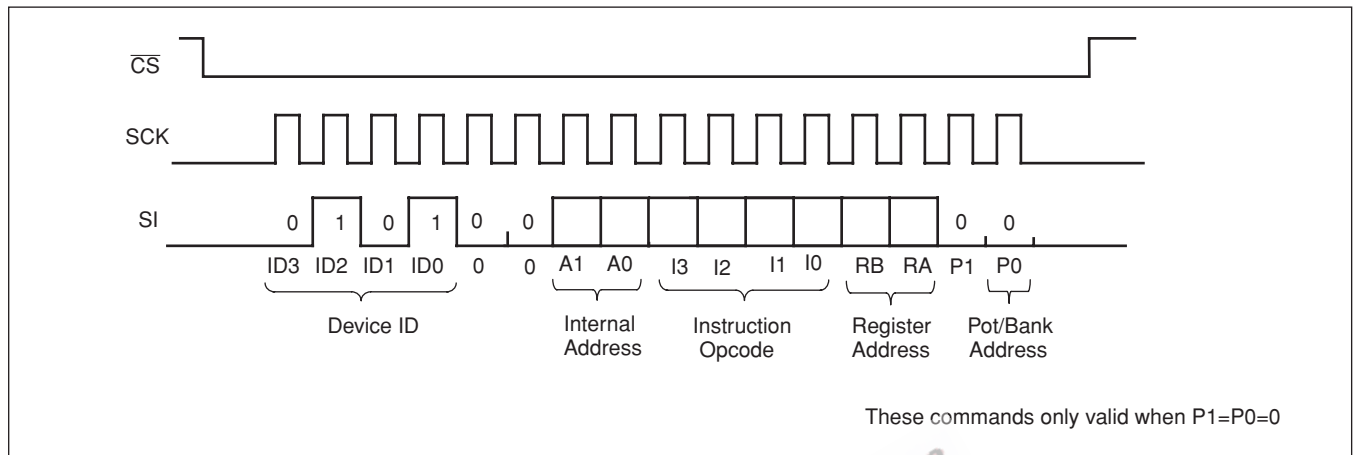 CS
SCK
SI
0 1 0 1 0 0 0 0
ID3 ID2 ID1 ID0 0 0 A1 A0 I3 I2 I1 I0 RB RA P1 P0
Device ID
Internal Address
Instruction Opcode
Register Address
Pot/Bank Address
These commands only valid when P1=P0=0